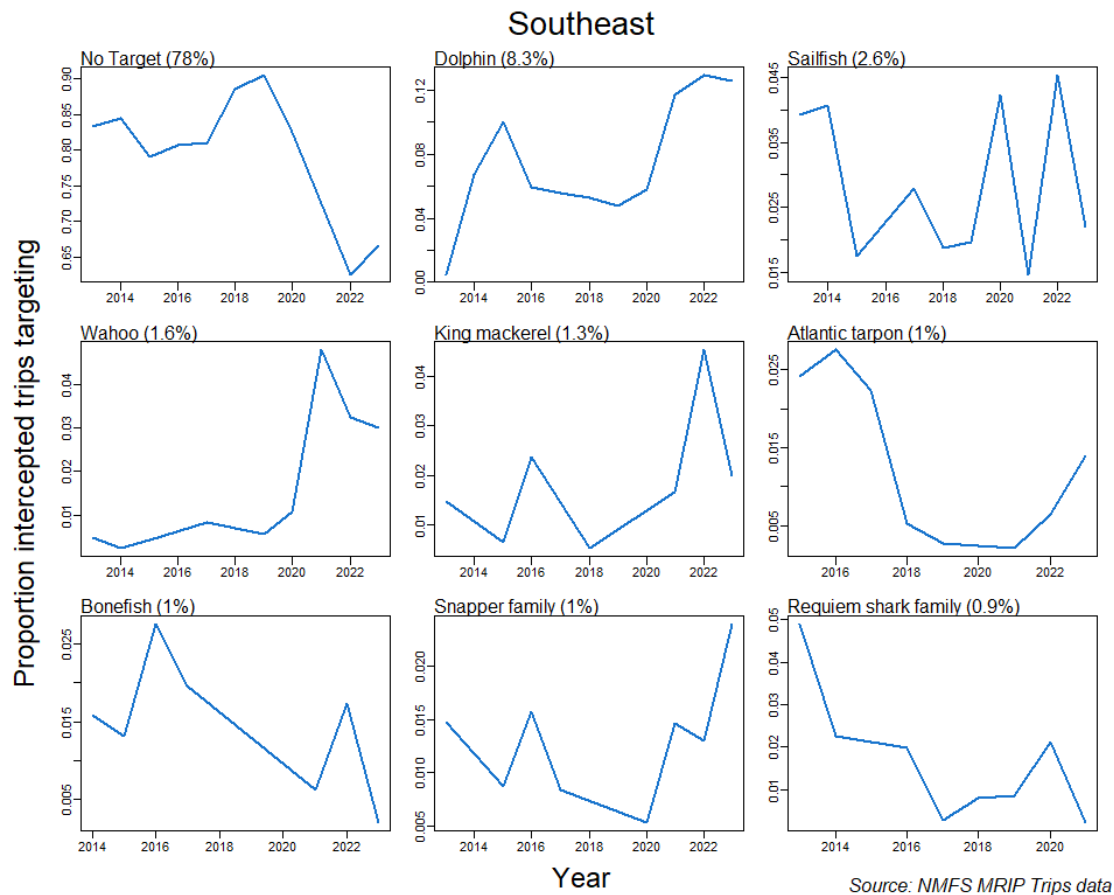 Southeast
No Target (78%)
Dolphin (8.3%)
Sailfish (2.6%)
0.90
0.85
0.80
0.75
0.70
0.65
2014 2016 2018 2020 2022
0.12
0.08
0.04
0.00
2014 2016 2018 2020 2022
0.045
0.035
0.025
0.015
2014 2016 2018 2020 2022
Proportion intercepted trips targeting
Wahoo (1.6%)
King mackerel (1.3%)
Atlantic tarpon (1%)
0.04
0.03
0.02
0.01
2014 2016 2018 2020 2022
0.04
0.03
0.02
0.01
2014 2016 2018 2020 2022
0.025
0.015
0.005
2016 2018 2020 2022
Bonefish (1%)
Snapper family (1%)
Requiem shark family (0.9%)
0.025
0.015
0.005
2014 2016 2018 2020 2022
0.020
0.015
0.010
0.005
2014 2016 2018 2020 2022
0.05
0.04
0.03
0.02
0.01
2014 2016 2018 2020
Year
Source: NMFS MRIP Trips data